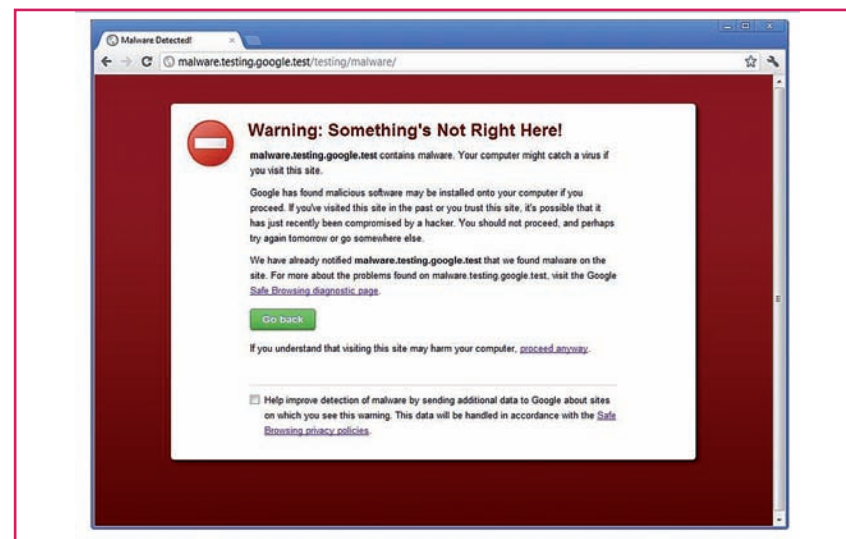 Malware Detected!
malware.testing.google.test/testing/malware/
Warning: Something's Not Right Here!
malware.testing.google.test contains malware. Your computer might catch a virus if
you visit this site.
Google has found malicious software may be installed onto your computer if you
proceed. If you've visited this site in the past or you trust this site, it's possible that it
has just recently been compromised by a hacker. You should not proceed, and perhaps
try again tomorrow or go somewhere else.
We have already notified malware.testing.google.test that we found malware on the
site. For more about the problems found on malware.testing.google.test, visit the Google
Safe Browsing diagnostic page.
Go back
If you understand that visiting this site may harm your computer, proceed anyway.
Help improve detection of malware by sending additional data to Google about sites
on which you see this warning. This data will be handled in accordance with the Safe
Browsing privacy policies.